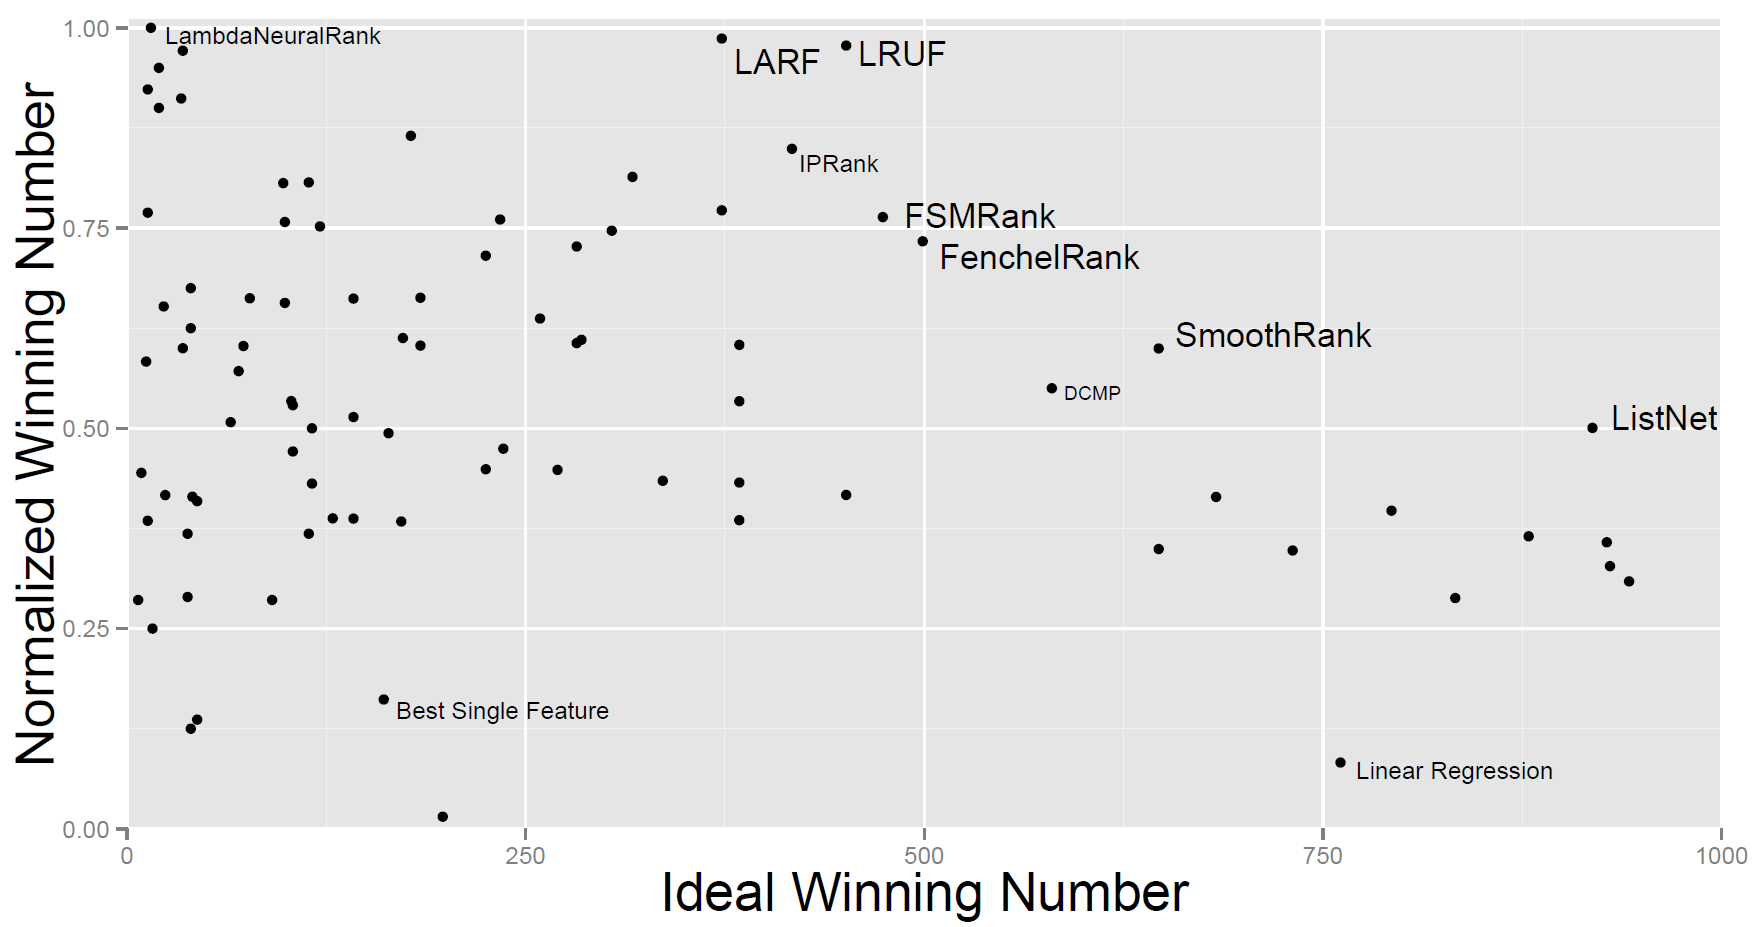 1.00
0.75
0.50
0.25
0.00
Normalized Winning Number
LambdaNeuralRank
LARF
LRUF
IPRank
FSMRank
FenchelRank
SmoothRank
DCMP
ListNet
Best Single Feature
Linear Regression
0
250
500
750
1000
Ideal Winning Number